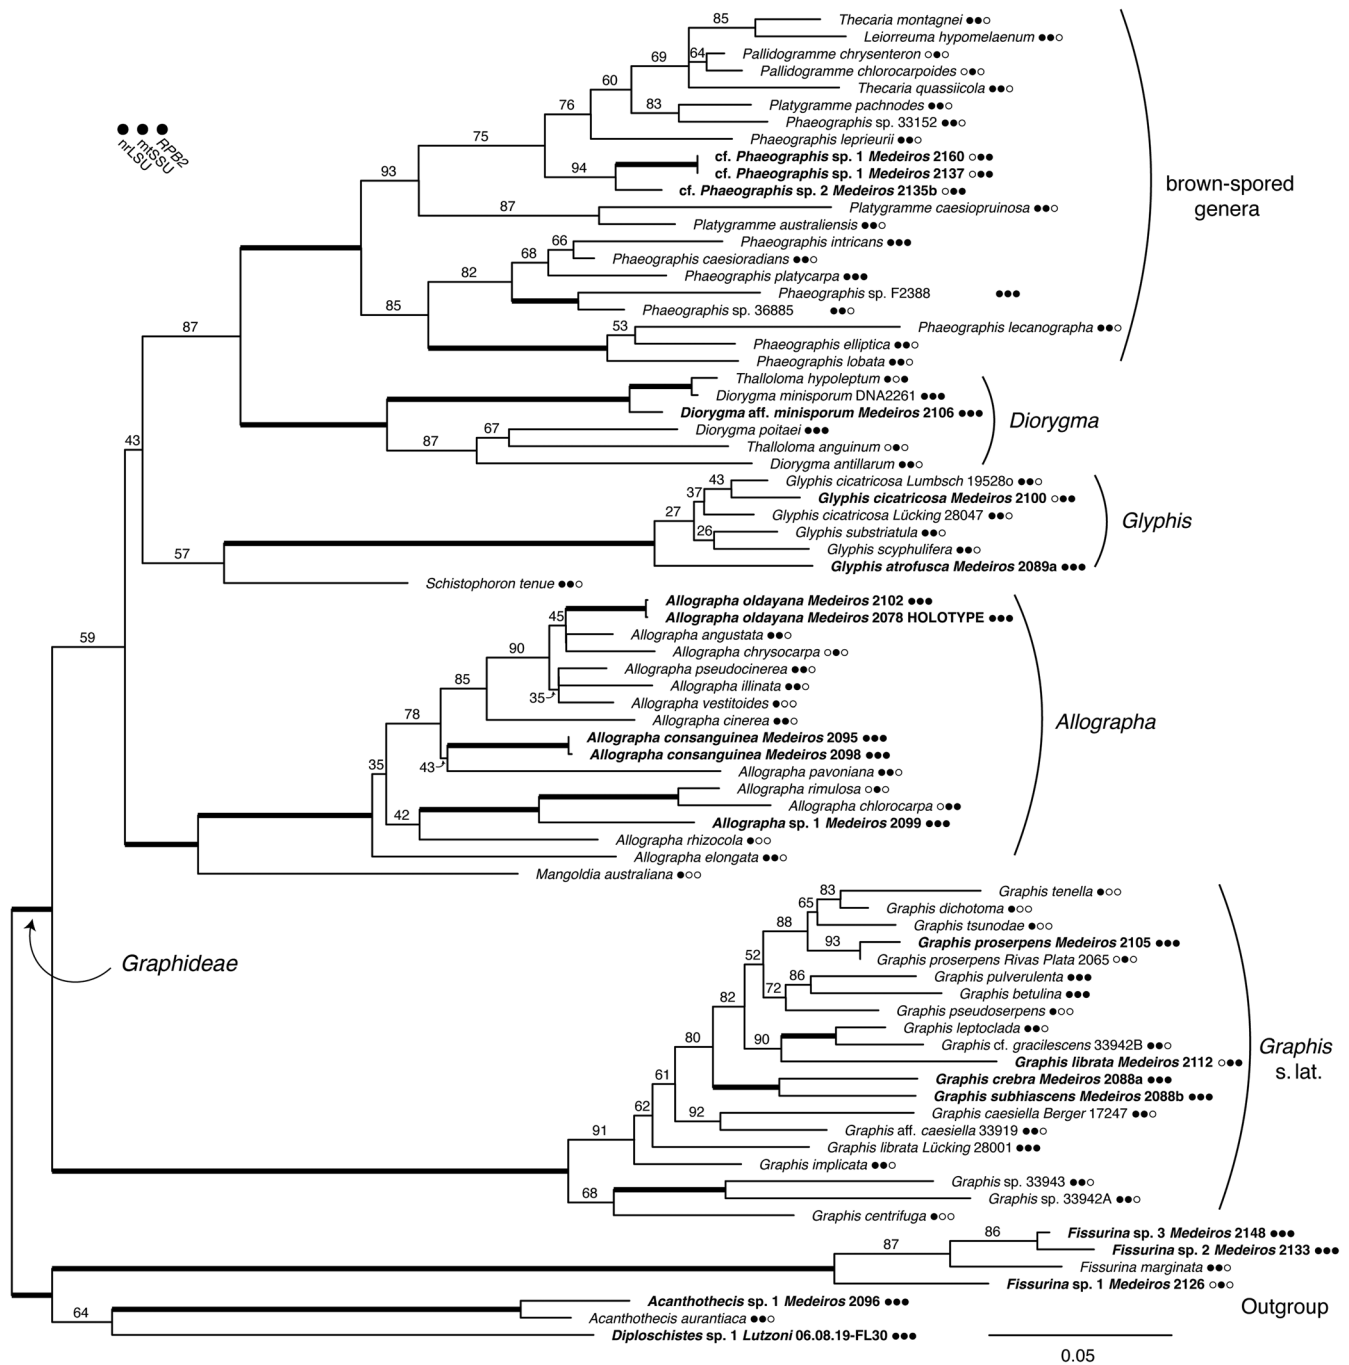 85
Thecaria montagnei ●●○
Leiorreuma hypomelaenum ●●○
64
Pallidogramme chrysenteron ○●○
69
Pallidogramme chlorocarpoides ○●○
60
Thecaria quassiicola ●●○
83
Platygramme pachnodes ●●○
76
Phaeographis sp. 33152 ●●○
● ● ●
nrLSU mtSSU RPB2
75
Phaeographis leprieurii ●●○
cf. Phaeographis sp. 1 Medeiros 2160 ○●●
94
cf. Phaeographis sp. 1 Medeiros 2137 ○●●
93
cf. Phaeographis sp. 2 Medeiros 2135b ○●●
brown-spored
genera
87
Platygramme caesiopruinosa ●●○
Platygramme australiensis ●●○
66
Phaeographis intricans ●●●
68
Phaeographis caesioradians ●●○
82
Phaeographis platycarpa ●●●
Phaeographis sp. F2388 ●●●
85
Phaeographis sp. 36885 ●●○
87
53
Phaeographis lecanographa ●●○
Phaeographis elliptica ●●○
Phaeographis lobata ●●○
Thalloloma hypoleptum ●○●
Diorygma minisporum DNA2261 ●●●
Diorygma aff. minisporum Medeiros 2106 ●●●
Diorygma
67
Diorygma poitaei ●●●
43
87
Thalloloma anguinum ○●○
Diorygma antillarum ●●○
43
Glyphis cicatricosa Lumbsch 19528o ●●○
37
Glyphis cicatricosa Medeiros 2100 ○●●
27
Glyphis cicatricosa Lücking 28047 ●●○
Glyphis
26
Glyphis substriatula ●●○
Glyphis scyphulifera ●●○
57
Glyphis atrofusca Medeiros 2089a ●●●
Schistophoron tenue ●●○
Allographa oldayana Medeiros 2102 ●●●
45
Allographa oldayana Medeiros 2078 HOLOTYPE ●●●
59
Allographa angustata ●●○
90
Allographa chrysocarpa ○●○
Allographa pseudocinerea ●●○
85
Allographa illinata ●●○
35
Allographa vestitoides ●○○
78
Allographa cinerea ●●○
Allographa
Allographa consanguinea Medeiros 2095 ●●●
Allographa consanguinea Medeiros 2098 ●●●
35
43
Allographa pavoniana ●●○
Allographa rimulosa ○●○
Allographa chlorocarpa ○●●
42
Allographa sp. 1 Medeiros 2099 ●●●
Allographa rhizocola ●○○
Allographa elongata ●●○
Mangoldia australiana ●○○
83
Graphis tenella ●○○
65
Graphis dichotoma ●○○
88
Graphis tsunodae ●○○
93
Graphis proserpens Medeiros 2105 ●●●
Graphideae
52
Graphis proserpens Rivas Plata 2065 ○●○
86
Graphis pulverulenta ●●●
72
Graphis betulina ●●●
82
Graphis pseudoserpens ●○○
Graphis leptoclada ●●○
80
90
Graphis cf. gracilescens 33942B ●●○
Graphis
s. lat.
Graphis librata Medeiros 2112 ○●●
61
Graphis crebra Medeiros 2088a ●●●
Graphis subhiascens Medeiros 2088b ●●●
62
92
Graphis caesiella Berger 17247 ●●○
91
Graphis aff. caesiella 33919 ●●○
Graphis librata Lücking 28001 ●●●
Graphis implicata ●●○
Graphis sp. 33943 ●●○
68
Graphis sp. 33942A ●●○
Graphis centrifuga ●○○
86
Fissurina sp. 3 Medeiros 2148 ●●●
87
Fissurina sp. 2 Medeiros 2133 ●●●
Fissurina marginata ●●○
Fissurina sp. 1 Medeiros 2126 ○●○
Acanthothecis sp. 1 Medeiros 2096 ●●●
Outgroup
64
Acanthothecis aurantiaca ●●○
Diploschistes sp. 1 Lutzoni 06.08.19-FL30 ●●●
0.05